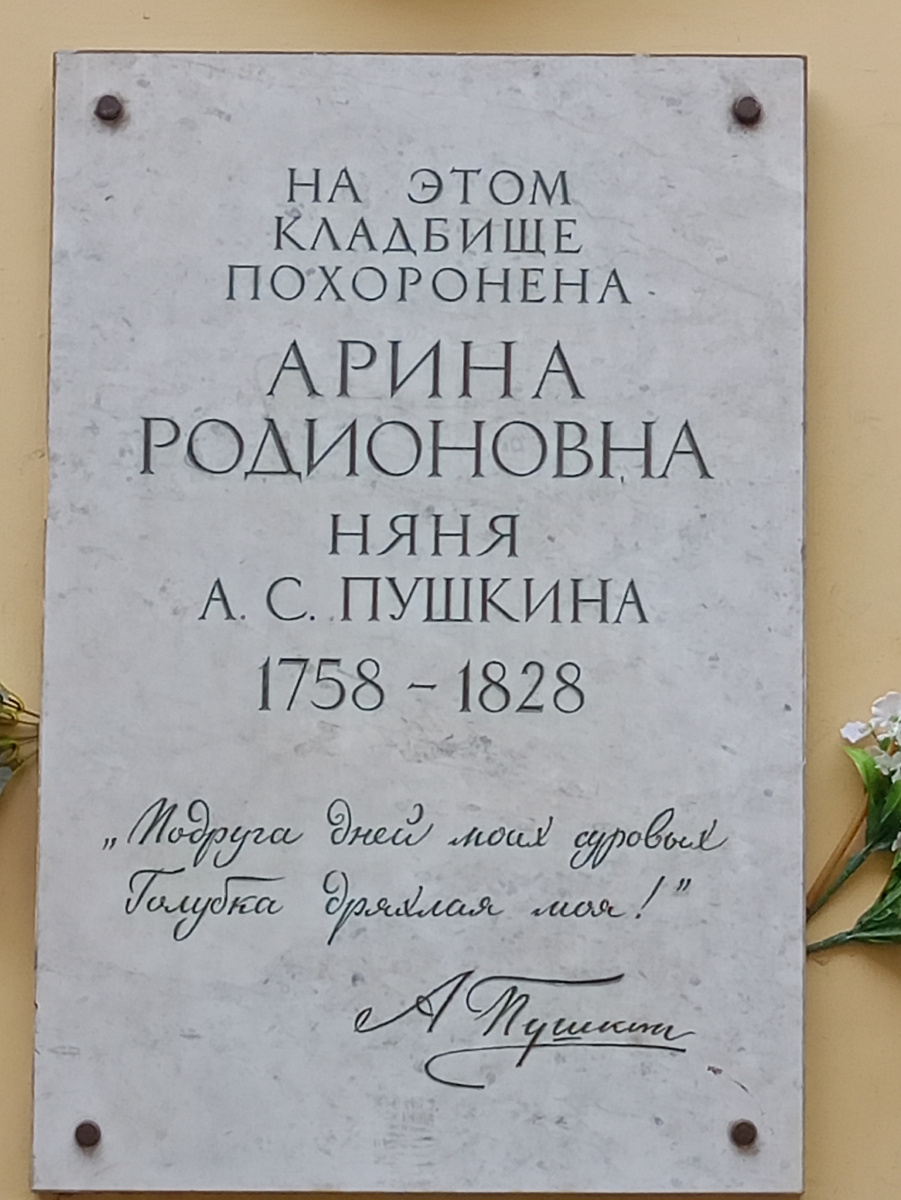 НА ЭТОМ
КЛАДБИЩЕ
ПОХОРОНЕНА
АРИНА
РОДИОНОВНА
НЯНЯ
А. С. ПУШКИНА
1758 – 1828
„Подруга дней моих суровых
Голубка дряхлая моя!”
А Пушкин